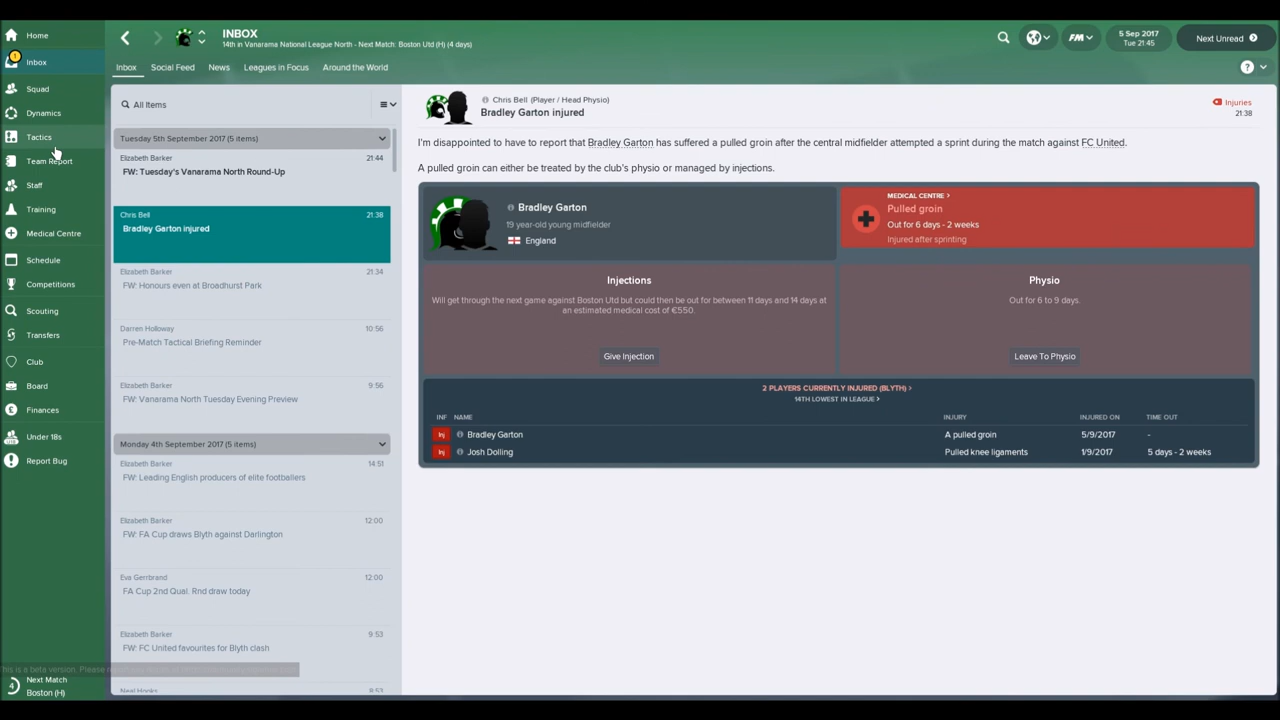 Home
Inbox
Squad
Dynamics
Tactics
Team Report
Staff
Training
Medical Centre
Schedule
Competitions
Scouting
Transfers
Club
Board
Finances
Under 18s
Report Bug
This is a beta version. Please
4
Next Match
Boston (H)
INBOX
14th in Vanarama National League North - Next Match: Boston Utd (H) (4 days)
FM
5 Sep 2017
Tue 21:45
Next Unread
Inbox
Social Feed
News
Leagues in Focus
Around the World
?
All Items
Tuesday 5th September 2017 (5 items)
Elizabeth Barker 21:44
FW: Tuesday's Vanarama North Round-Up
Chris Bell 21:38
Bradley Garton injured
Elizabeth Barker 21:34
FW: Honours even at Broadhurst Park
Darren Holloway 10:56
Pre-Match Tactical Briefing Reminder
Elizabeth Barker 9:56
FW: Vanarama North Tuesday Evening Preview
Monday 4th September 2017 (5 items)
Elizabeth Barker 14:51
FW: Leading English producers of elite footballers
Elizabeth Barker 12:00
FW: FA Cup draws Blyth against Darlington
Eva Gerrbrand 12:00
FA Cup 2nd Qual. Rnd draw today
Elizabeth Barker 9:53
FW: FC United favourites for Blyth clash
Neal Hooks 8:53
Chris Bell (Player / Head Physio)
Bradley Garton injured
Injuries
21:38
I'm disappointed to have to report that Bradley Garton has suffered a pulled groin after the central midfielder attempted a sprint during the match against FC United.
A pulled groin can either be treated by the club's physio or managed by injections.
Bradley Garton
19 year-old young midfielder
England
MEDICAL CENTRE >
Pulled groin
Out for 6 days - 2 weeks
Injured after sprinting
Injections
Will get through the next game against Boston Utd but could then be out for between 11 days and 14 days at
an estimated medical cost of €550.
Give Injection
Physio
Out for 6 to 9 days.
Leave To Physio
2 PLAYERS CURRENTLY INJURED (BLYTH) >
14TH LOWEST IN LEAGUE >
INF NAME INJURY INJURED ON TIME OUT
Inj Bradley Garton A pulled groin 5/9/2017 -
Inj Josh Dolling Pulled knee ligaments 1/9/2017 5 days - 2 weeks